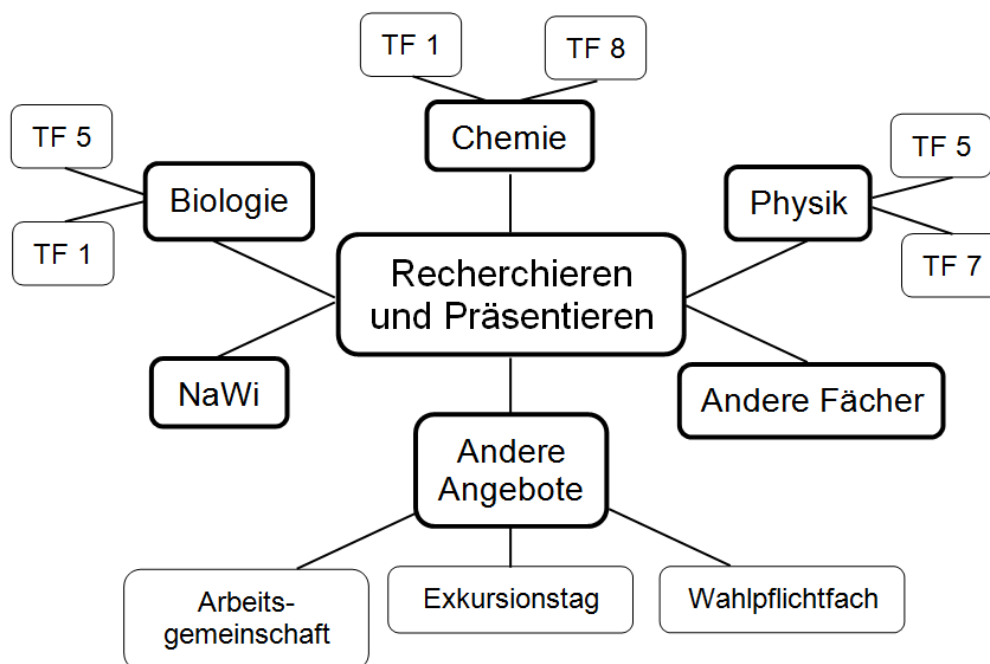 TF 1
TF 8
Chemie
TF 5
Biologie
TF 1
TF 5
Physik
TF 7
Recherchieren
und Präsentieren
NaWi
Andere Fächer
Andere
Angebote
Arbeits-
gemeinschaft
Exkursionstag
Wahlpflichtfach